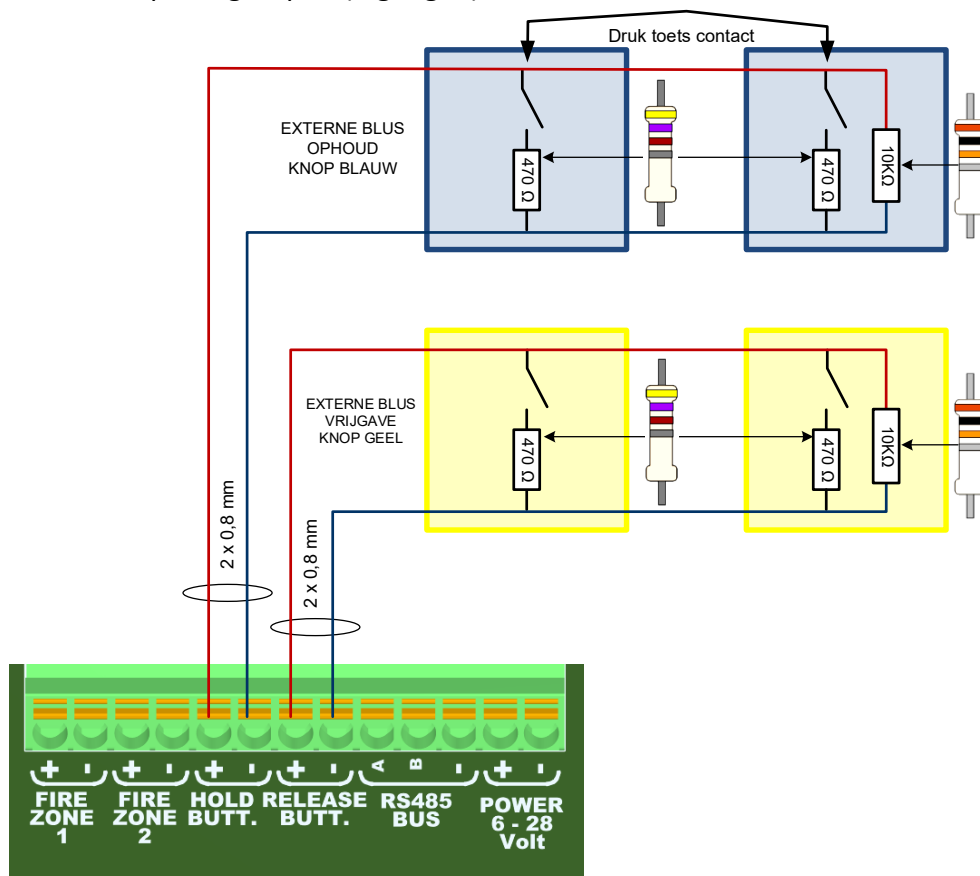 Druk toets contact
EXTERNE BLUS
OPHOUD
KNOP BLAUW
470 Ω
470 Ω
10KΩ
EXTERNE BLUS
VRIJGAVE
KNOP GEEL
470 Ω
470 Ω
10KΩ
2 x 0,8 mm
2 x 0,8 mm
+ - + - + - + - A B - + -
FIRE ZONE 1
FIRE ZONE 2
HOLD BUTT.
RELEASE BUTT.
RS485 BUS
POWER 6 - 28 Volt